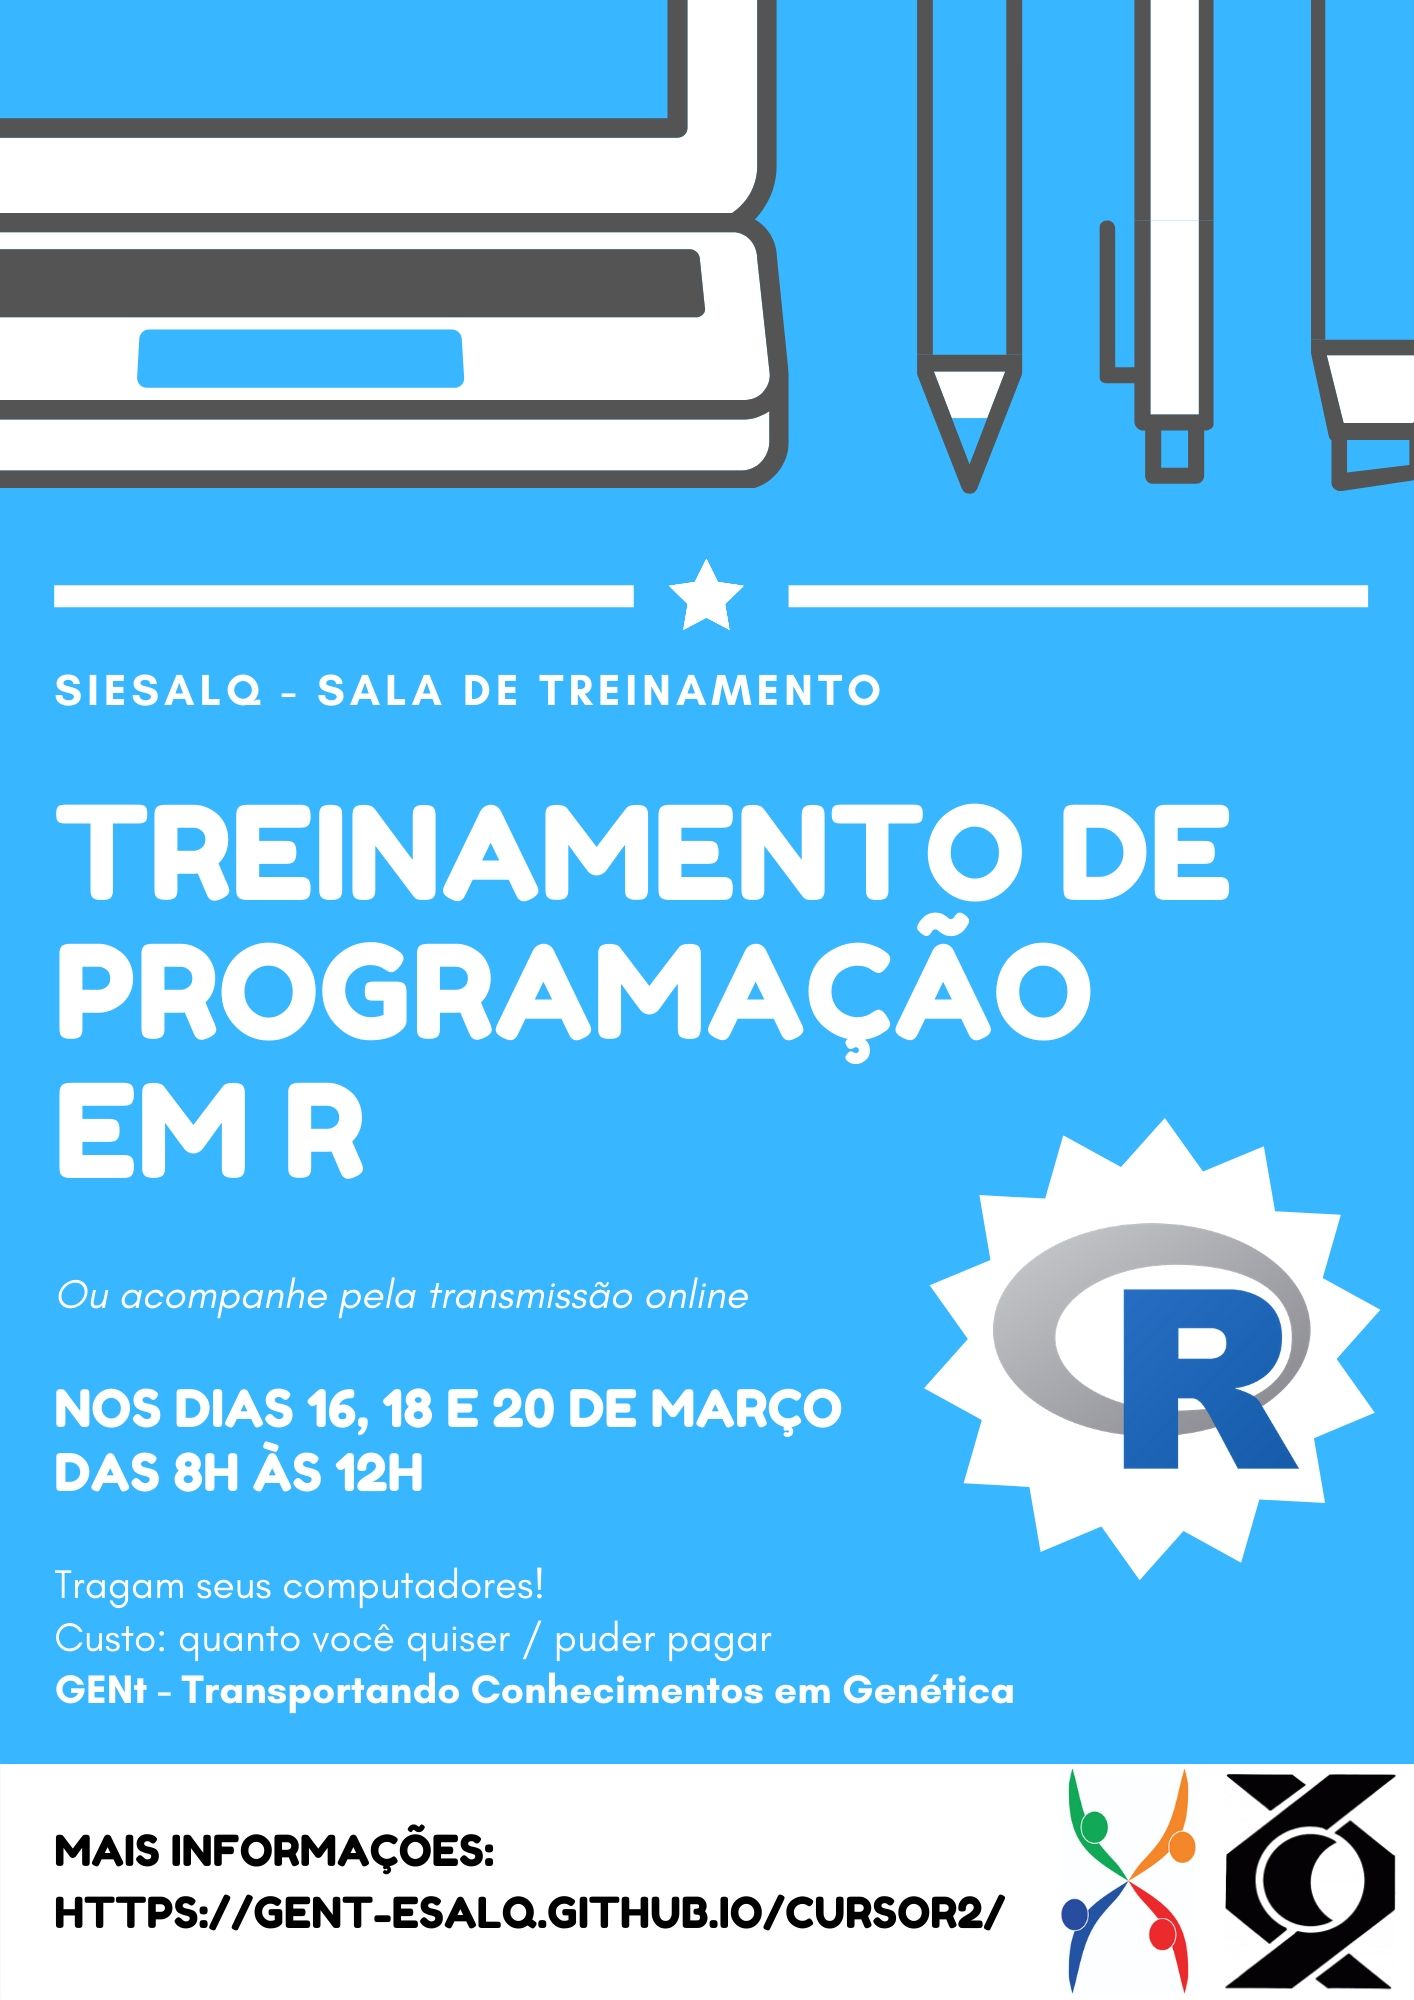 SIESALQ - SALA DE TREINAMENTO
TREINAMENTO DE
PROGRAMAÇÃO
EM R
Ou acompanhe pela transmissão online
NOS DIAS 16, 18 E 20 DE MARÇO
DAS 8H ÀS 12H
R
Tragam seus computadores!
Custo: quanto você quiser / puder pagar
GENt - Transportando Conhecimentos em Genética
MAIS INFORMAÇÕES:
HTTPS://GENT-ESALQ.GITHUB.IO/CURSOR2/